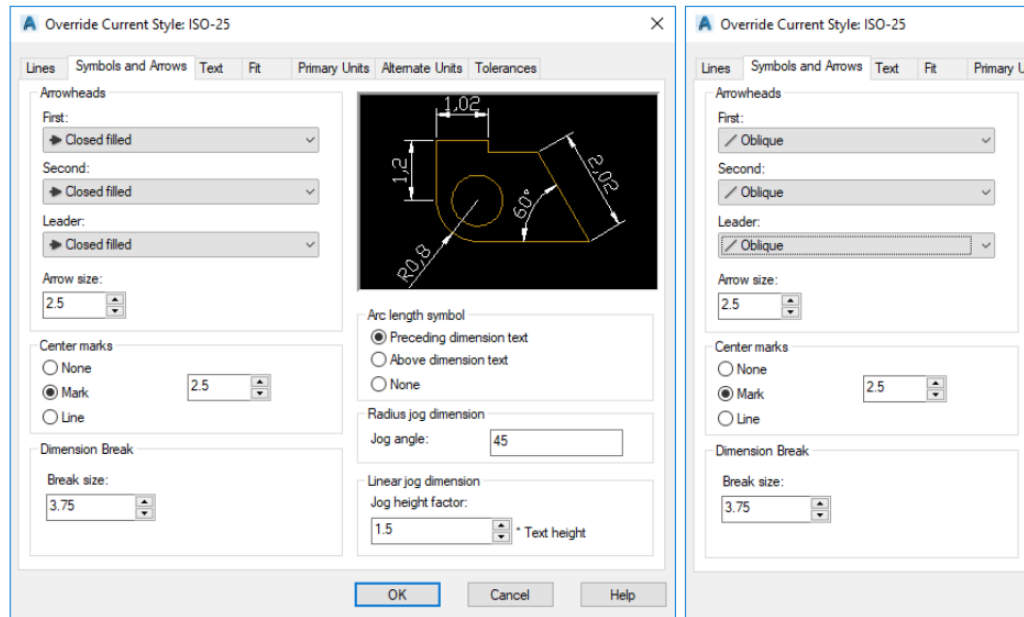 Override Current Style: ISO-25
Lines Symbols and Arrows Text Fit Primary Units Alternate Units Tolerances
Arrowheads
First:
Closed filled
Second:
Closed filled
Leader:
Closed filled
Arrow size:
2.5
Center marks
None
Mark
2.5
Line
Dimension Break
Break size:
3.75
1,02
1,2
2,02
60°
R0,8
Arc length symbol
Preceding dimension text
Above dimension text
None
Radius jog dimension
Jog angle:
45
Linear jog dimension
Jog height factor:
1.5
* Text height
OK Cancel Help
Override Current Style: ISO-25
Lines Symbols and Arrows Text Fit Primary U
Arrowheads
First:
Oblique
Second:
Oblique
Leader:
Oblique
Arrow size:
2.5
Center marks
None
Mark
2.5
Line
Dimension Break
Break size:
3.75